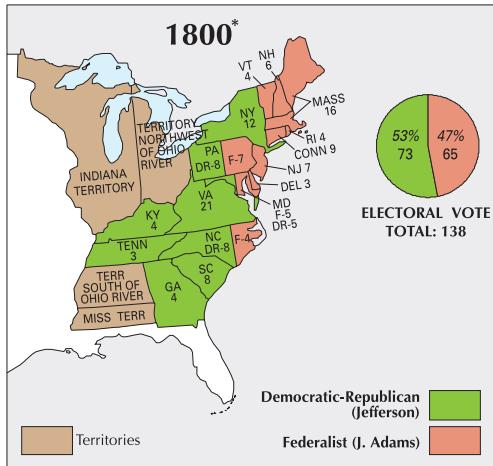 1800*
NH
6
VT
4
MASS
16
NY
12
RI 4
CONN 9
NJ 7
DEL 3
MD
F-5
DR-5
TERRITORY
NORTHWEST
OF OHIO
RIVER
INDIANA
TERRITORY
PA
DR-8
F-7
VA
21
KY
4
TENN
3
NC
DR-8
F-4
TERR
SOUTH OF
OHIO RIVER
SC
8
GA
4
MISS TERR
53%
73
47%
65
ELECTORAL VOTE
TOTAL: 138
Democratic-Republican
(Jefferson)
Federalist (J. Adams)
Territories